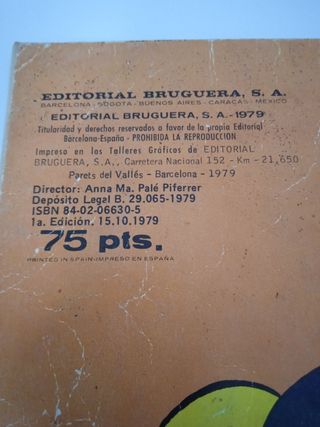 EDITORIAL BRUGUERA, S. A.
BARCELONA - BOGOTA - BUENOS AIRES - CARACAS - MEXICO
EDITORIAL BRUGUERA, S. A. - 1979
Titularidad y derechos reservados a favor de la propia Editorial
Barcelona-España - PROHIBIDA LA REPRODUCCION
Impreso en los Talleres Gráficos de EDITORIAL
BRUGUERA, S.A., Carretera Nacional 152 - Km - 21,650
Parets del Vallés - Barcelona - 1979
Director: Anna Ma. Palé Piferrer
Depósito Legal B. 29.065-1979
ISBN 84-02-06630-5
1a. Edición. 15.10.1979
75 pts.
PRINTED IN SPAIN-IMPRESO EN ESPAÑA